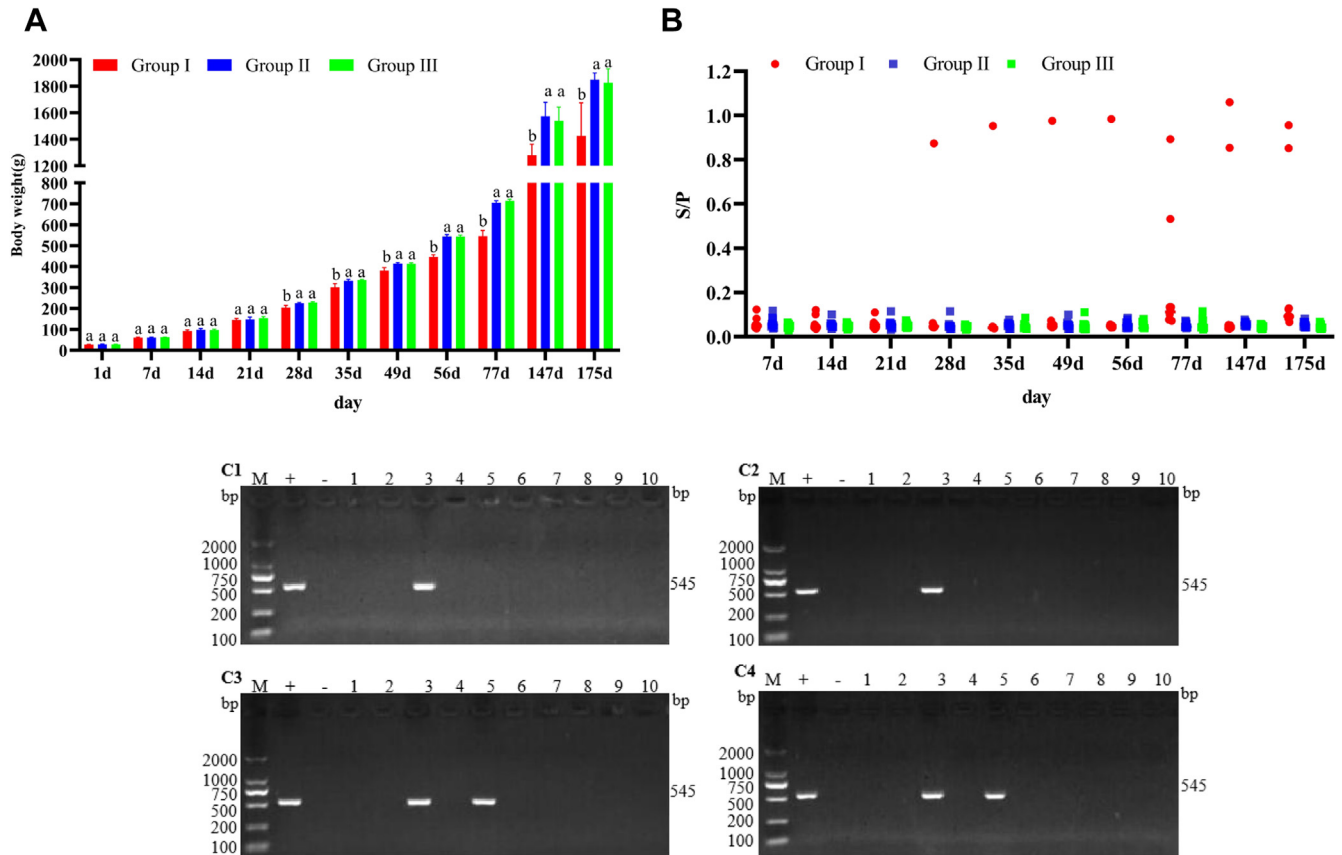 A
Group I Group II Group III
Body weight(g)
2000
1800
1600
1400
1200
800
700
600
500
400
300
200
100
0
a a a
a a a
a a a
a a a
b a a
b a a
b a a
b a a
b a a
b a a
b a a
1d 7d 14d 21d 28d 35d 49d 56d 77d 147d 175d
day
B
Group I Group II Group III
S/P
1.2
1.0
0.8
0.6
0.4
0.2
0.0
7d 14d 21d 28d 35d 49d 56d 77d 147d 175d
day
C1 M + - 1 2 3 4 5 6 7 8 9 10
bp bp
2000
1000
750
500
200
100
545
C2 M + - 1 2 3 4 5 6 7 8 9 10
bp bp
2000
1000
750
500
200
100
545
C3 M + - 1 2 3 4 5 6 7 8 9 10
bp bp
2000
1000
750
500
200
100
545
C4 M + - 1 2 3 4 5 6 7 8 9 10
bp bp
2000
1000
750
500
200
100
545